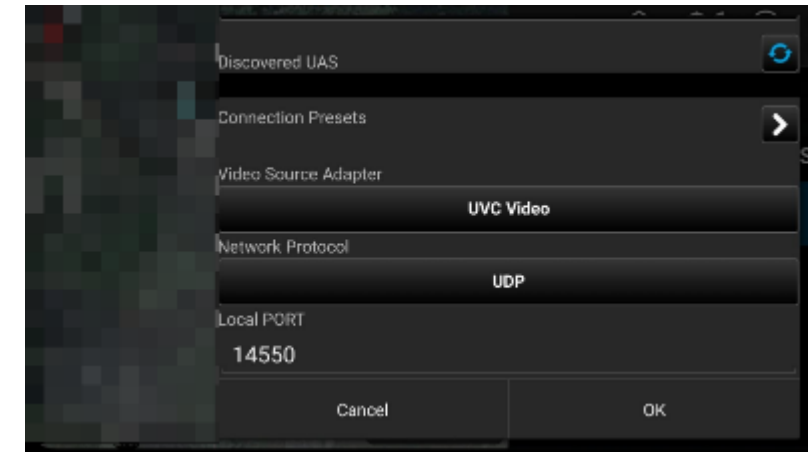 Discovered UAS
Connection Presets
Video Source Adapter
UVC Video
Network Protocol
UDP
Local PORT
14550
Cancel
OK